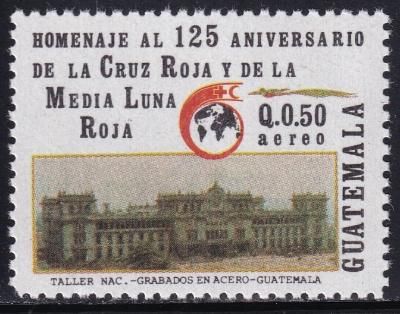 HOMENAJE AL 125 ANIVERSARIO
DE LA CRUZ ROJA Y DE LA
MEDIA LUNA
ROJA
Q.0.50
aereo
GUATEMALA
TALLER NAC.-GRABADOS EN ACERO-GUATEMALA